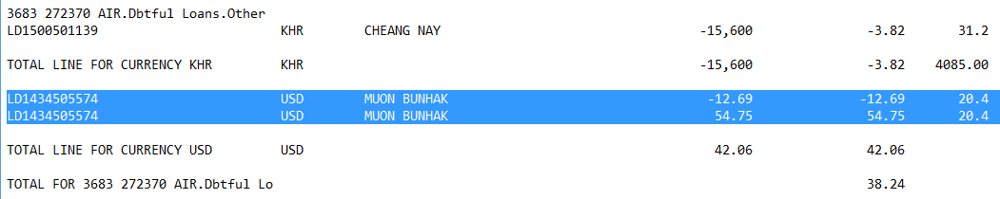 3683 272370 AIR.Dbtful Loans.Other
LD1500501139 KHR CHEANG NAY -15,600 -3.82 31.2
TOTAL LINE FOR CURRENCY KHR KHR -15,600 -3.82 4085.00
LD1434505574 USD MUON BUNHAK -12.69 -12.69 20.4
LD1434505574 USD MUON BUNHAK 54.75 54.75 20.4
TOTAL LINE FOR CURRENCY USD USD 42.06 42.06
TOTAL FOR 3683 272370 AIR.Dbtful Lo 38.24